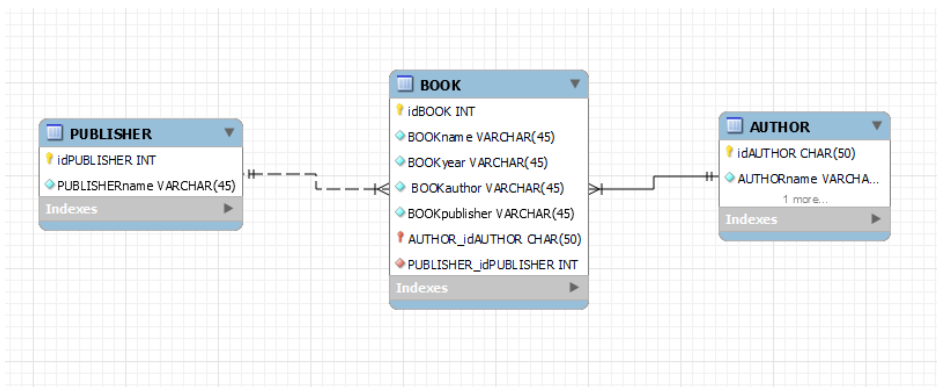 PUBLISHER
idPUBLISHER INT
PUBLISHERname VARCHAR(45)
Indexes
BOOK
idBOOK INT
BOOKname VARCHAR(45)
BOOKyear VARCHAR(45)
BOOKauthor VARCHAR(45)
BOOKpublisher VARCHAR(45)
AUTHOR_idAUTHOR CHAR(50)
PUBLISHER_idPUBLISHER INT
Indexes
AUTHOR
idAUTHOR CHAR(50)
AUTHORname VARCHA...
1 more...
Indexes